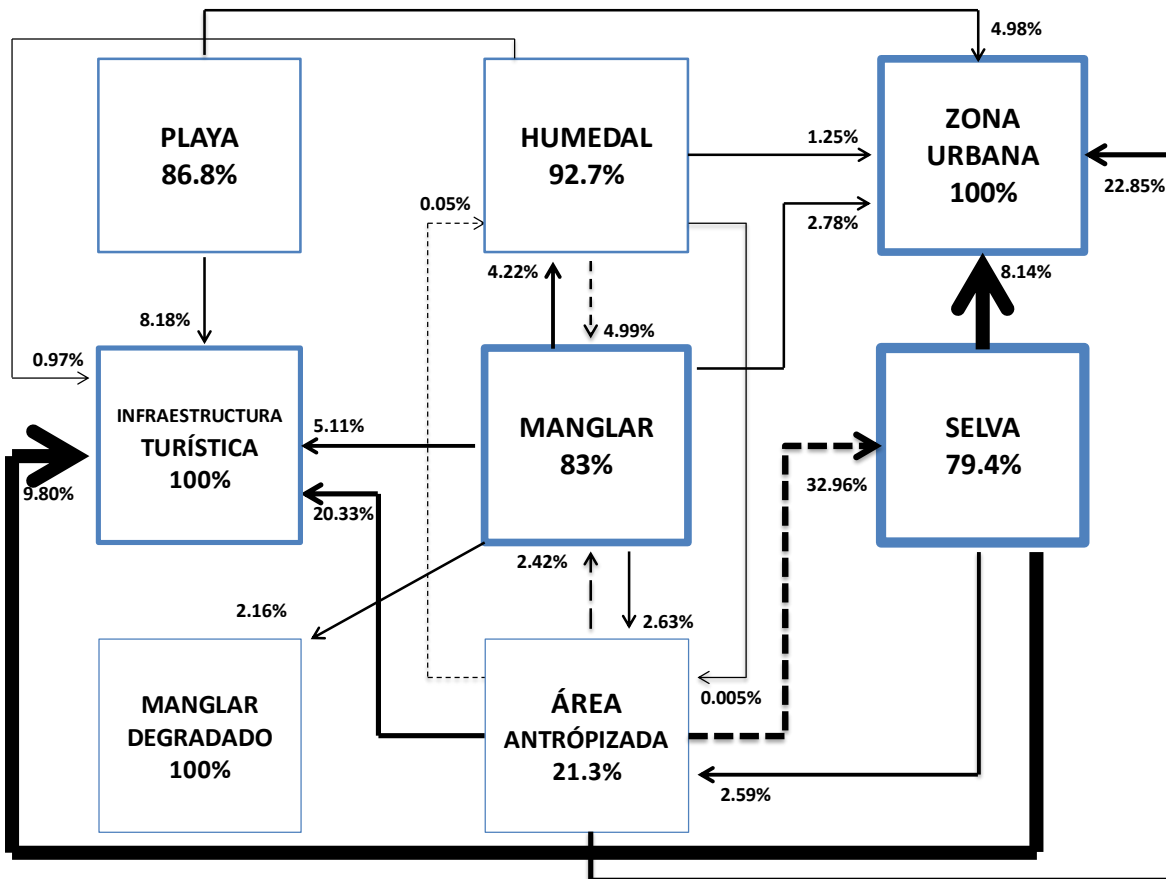 4.98%
PLAYA
86.8%
HUMEDAL
92.7%
ZONA
URBANA
100%
1.25%
22.85%
0.05%
2.78%
4.22%
8.14%
8.18%
4.99%
0.97%
INFRAESTRUCTURA
TURÍSTICA
100%
5.11%
MANGLAR
83%
SELVA
79.4%
9.80%
20.33%
32.96%
2.42%
2.16%
2.63%
MANGLAR
DEGRADADO
100%
ÁREA
ANTRÓPIZADA
21.3%
0.005%
2.59%